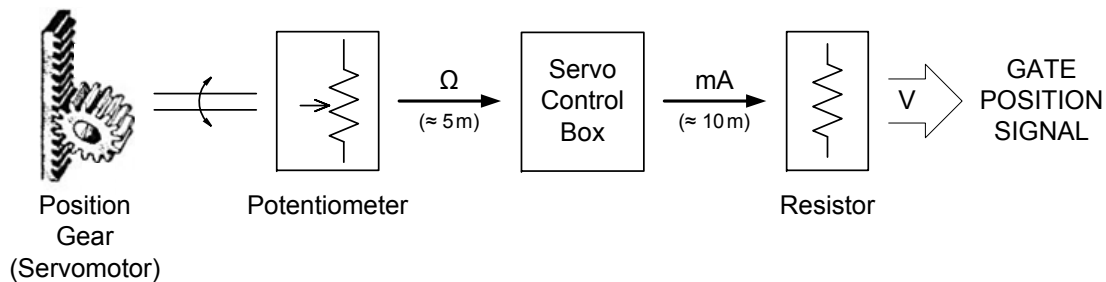 Position
Gear
(Servomotor)
Potentiometer
Ω
(≈ 5 m)
Servo
Control
Box
mA
(≈ 10 m)
Resistor
V
GATE
POSITION
SIGNAL